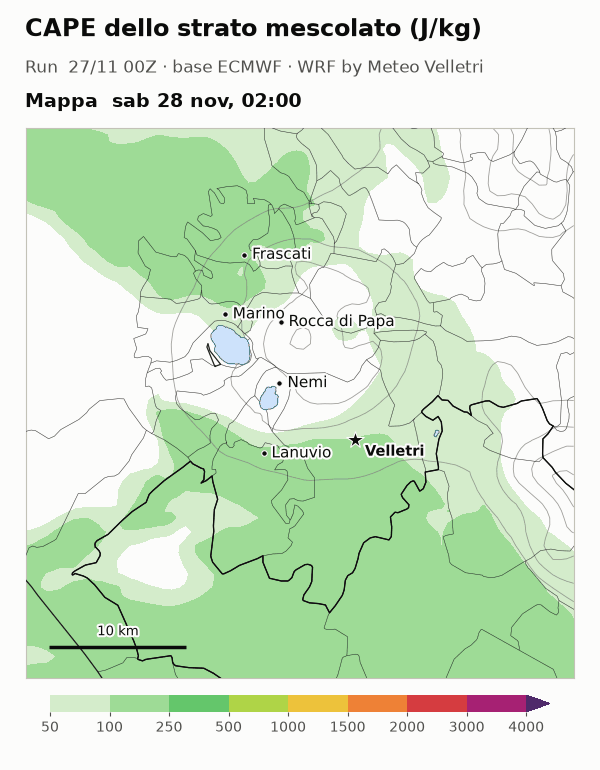 CAPE dello strato mescolato (J/kg)
Run  27/11 00Z · base ECMWF · WRF by Meteo Velletri
Mappa  sab 28 nov, 02:00
Frascati
Marino
Rocca di Papa
Nemi
Velletri
Lanuvio
10 km
50 100 250 500 1000 1500 2000 3000 4000